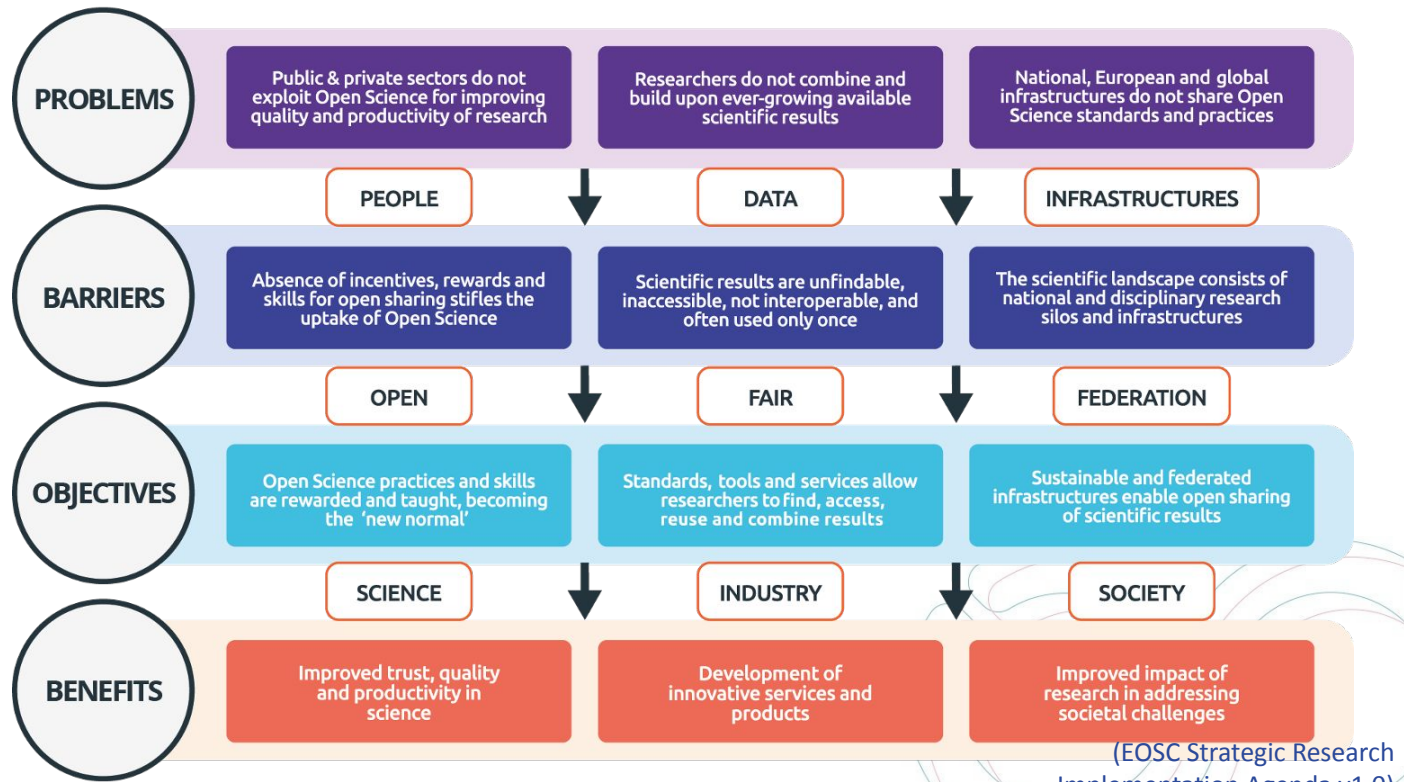 PROBLEMS
Public & private sectors do not
exploit Open Science for improving
quality and productivity of research
Researchers do not combine and
build upon ever-growing available
scientific results
National, European and global
infrastructures do not share Open
Science standards and practices
PEOPLE
DATA
INFRASTRUCTURES
BARRIERS
Absence of incentives, rewards and
skills for open sharing stifles the
uptake of Open Science
Scientific results are unfindable,
inaccessible, not interoperable, and
often used only once
The scientific landscape consists of
national and disciplinary research
silos and infrastructures
OPEN
FAIR
FEDERATION
OBJECTIVES
Open Science practices and skills
are rewarded and taught, becoming
the 'new normal'
Standards, tools and services allow
researchers to find, access,
reuse and combine results
Sustainable and federated
infrastructures enable open sharing
of scientific results
SCIENCE
INDUSTRY
SOCIETY
BENEFITS
Improved trust, quality
and productivity in
science
Development of
innovative services and
products
Improved impact of
research in addressing
societal challenges
(EOSC Strategic Research
Implementation Agenda v1.0)